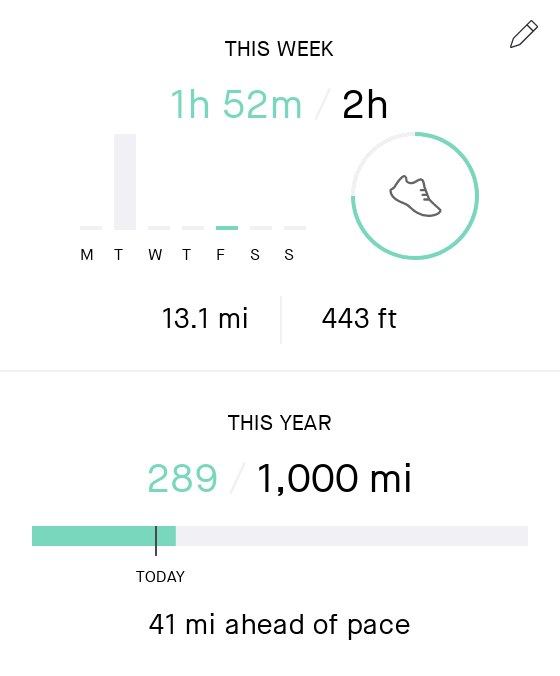 THIS WEEK
1h 52m / 2h
M T W T F S S
13.1 mi 443 ft
THIS YEAR
289 / 1,000 mi
TODAY
41 mi ahead of pace